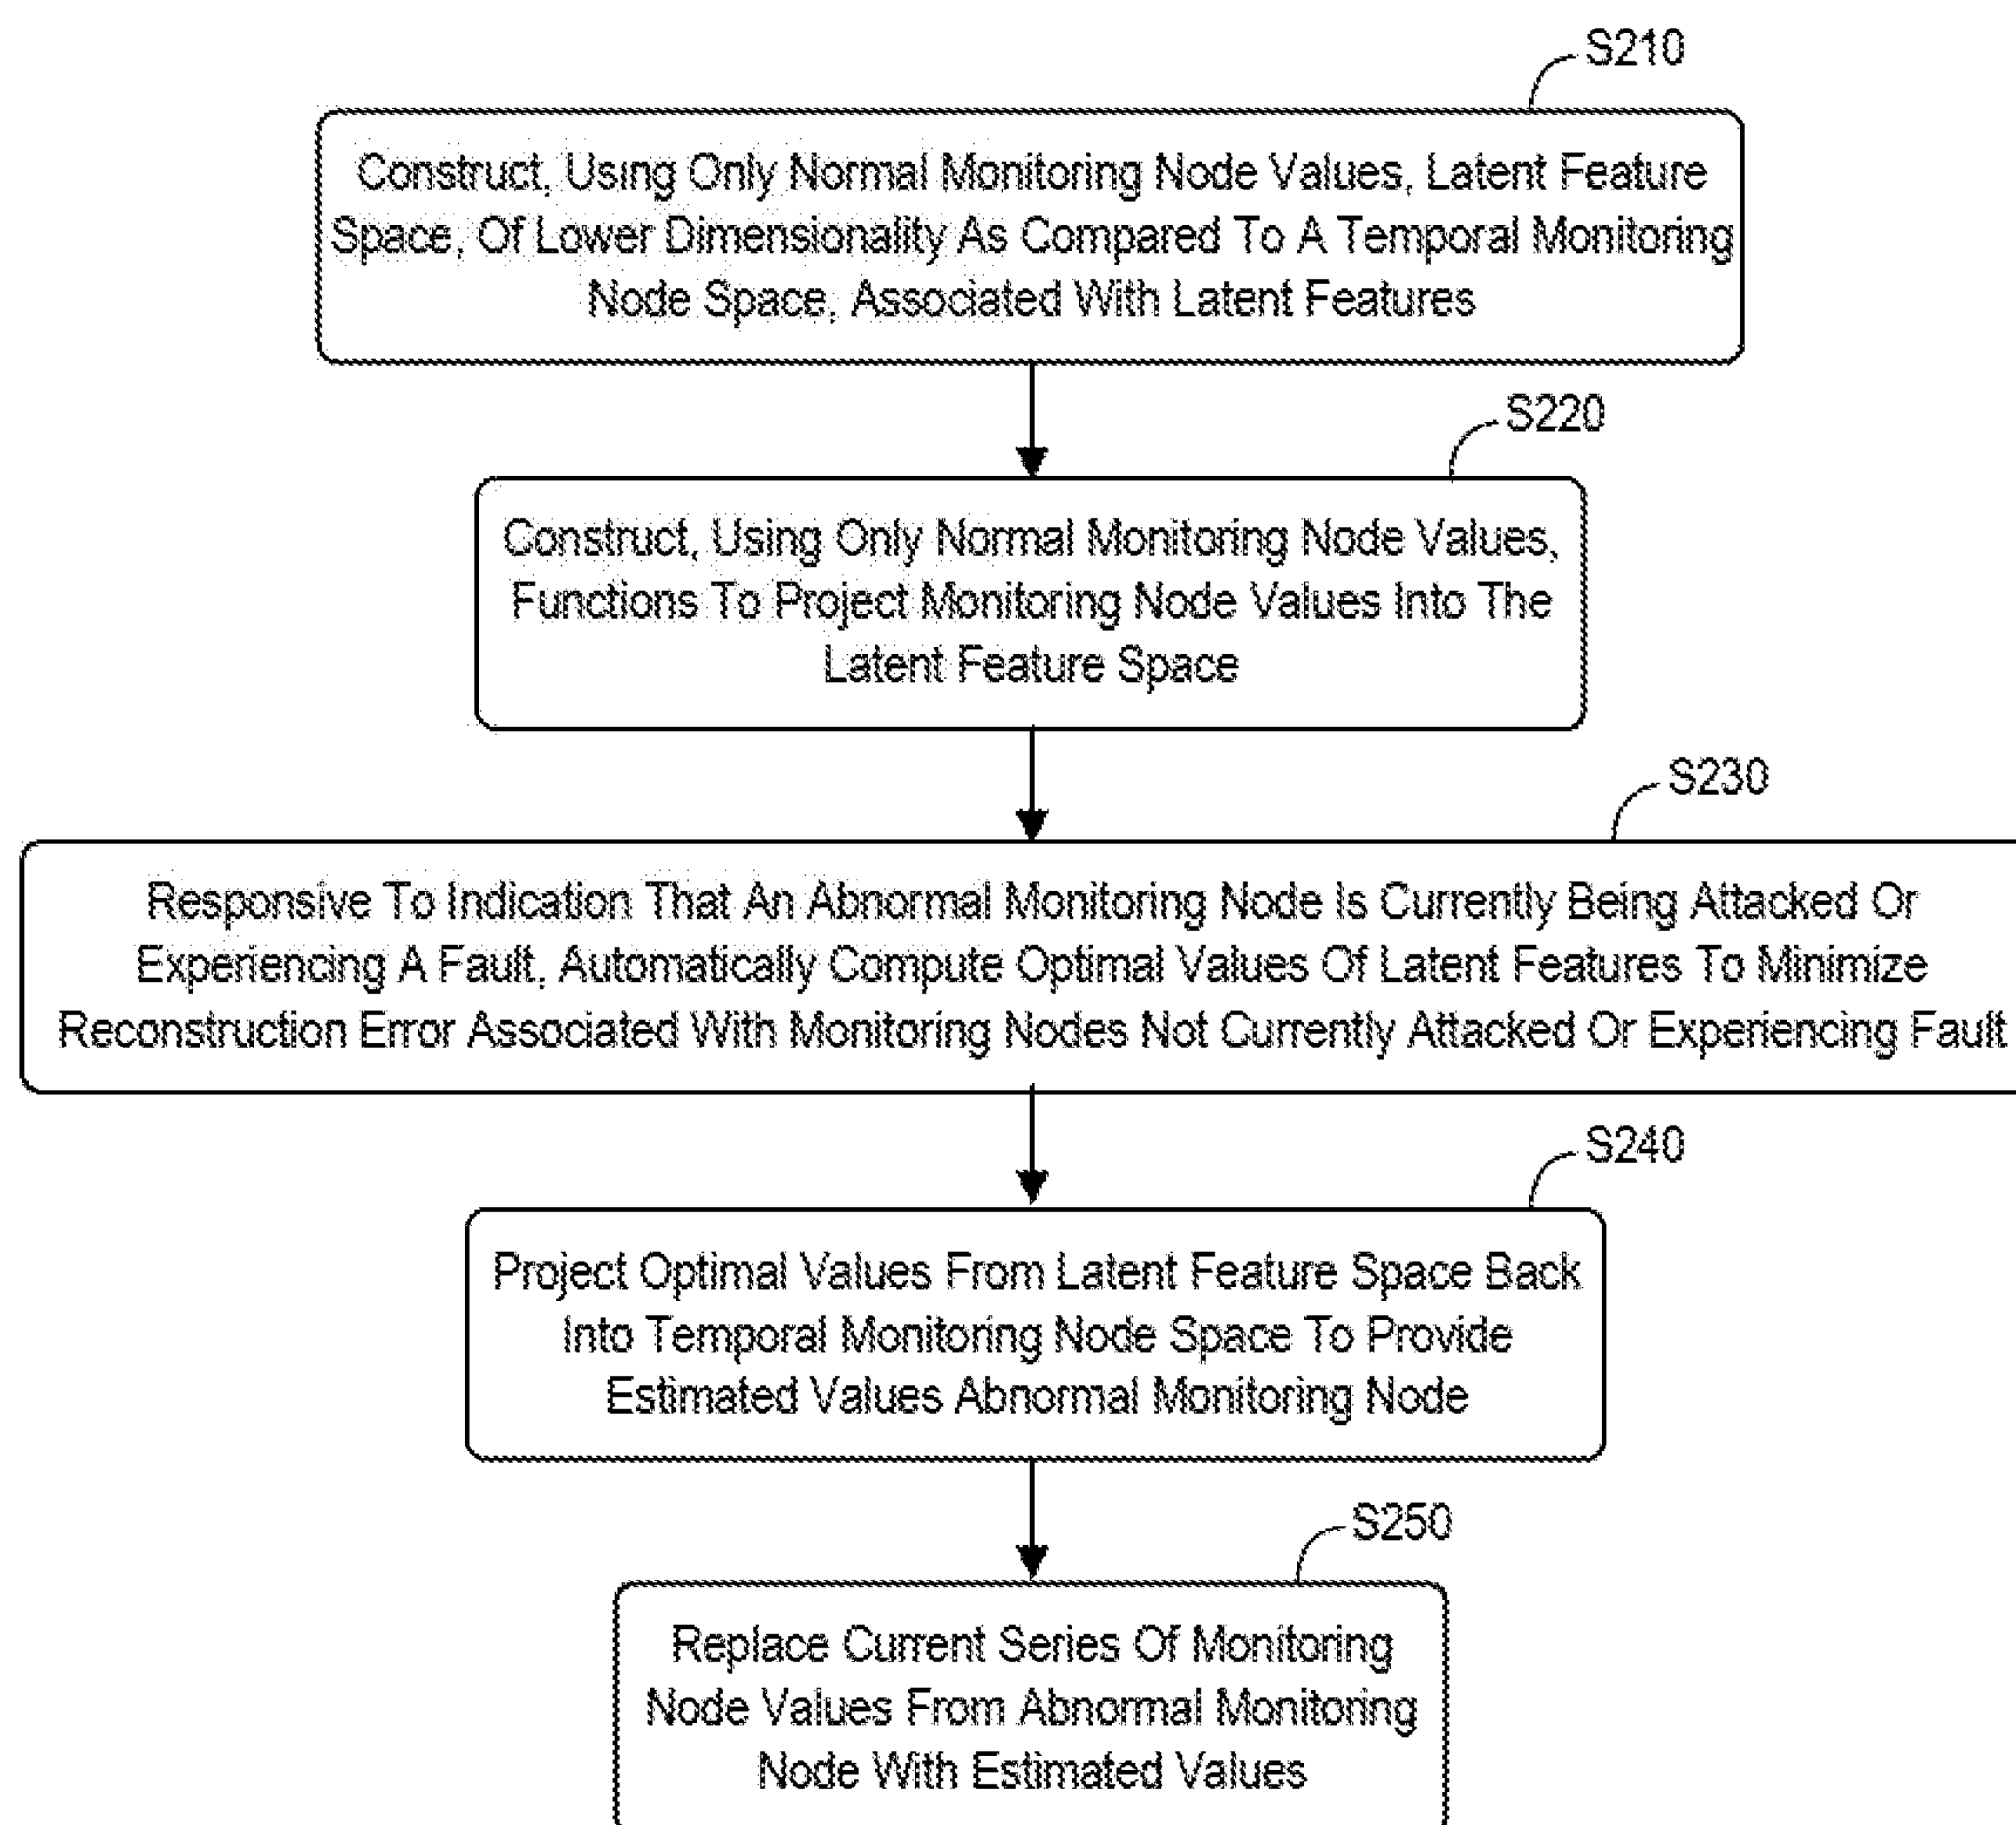 S210
Construct, Using Only Normal Monitoring Node Values, Latent Feature
Space, Of Lower Dimensionality As Compared To A Temporal Monitoring
Node Space, Associated With Latent Features
S220
Construct, Using Only Normal Monitoring Node Values,
Functions To Project Monitoring Node Values Into The
Latent Feature Space
S230
Responsive To Indication That An Abnormal Monitoring Node Is Currently Being Attacked Or
Experiencing A Fault, Automatically Compute Optimal Values Of Latent Features To Minimize
Reconstruction Error Associated With Monitoring Nodes Not Currently Attacked Or Experiencing Fault
S240
Project Optimal Values From Latent Feature Space Back
Into Temporal Monitoring Node Space To Provide
Estimated Values Abnormal Monitoring Node
S250
Replace Current Series Of Monitoring
Node Values From Abnormal Monitoring
Node With Estimated Values